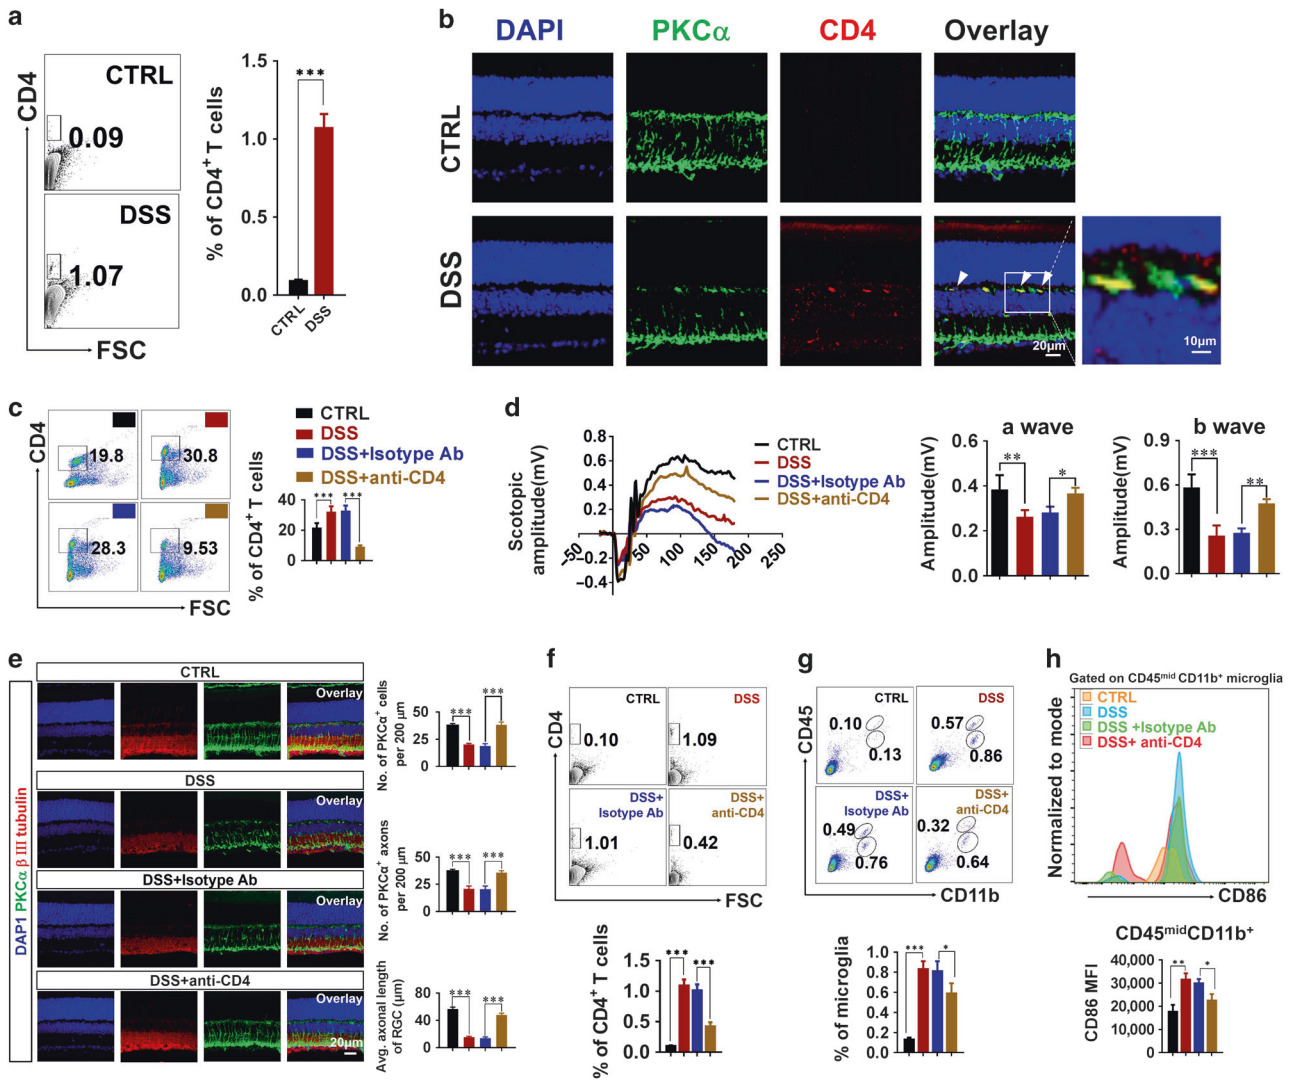 a
CD4
CTRL
0.09
DSS
1.07
FSC
% of CD4+ T cells
1.5
1.0
0.5
0.0
***
CTRL
DSS
b
DAPI
PKCα
CD4
Overlay
CTRL
DSS
20μm
10μm
c
CD4
19.8
30.8
28.3
9.53
FSC
CTRL
DSS
DSS+Isotype Ab
DSS+anti-CD4
% of CD4+ T cells
40
20
0
*** ***
d
Scotopic
amplitude(mV)
0.8
0.6
0.4
0.2
0.0
-50
50
100
150
200
250
−0.2
−0.4
CTRL
DSS
DSS+Isotype Ab
DSS+anti-CD4
a wave
Amplitude(mV)
0.6
0.4
0.2
0.0
**
*
b wave
Amplitude(mV)
0.9
0.6
0.3
0.0
***
**
e
DAP1 PKCα β III tubulin
CTRL
Overlay
DSS
Overlay
DSS+Isotype Ab
Overlay
DSS+anti-CD4
Overlay
20μm
No. of PKCα+ cells
per 200 μm
50
25
0
***
***
No. of PKCα+ axons
per 200 μm
50
25
0
***
***
Avg. axonal length
of RGC (μm)
80
40
0
***
***
f
CD4
CTRL
0.10
DSS
1.09
DSS+
Isotype Ab
1.01
DSS+
anti-CD4
0.42
FSC
% of CD4+ T cells
1.5
1.0
0.5
0.0
***
***
g
CD45
CTRL
0.10
0.13
DSS
0.57
0.86
DSS+
Isotype Ab
0.49
0.76
DSS+
anti-CD4
0.32
0.64
CD11b
% of microglia
1.0
0.8
0.6
0.4
0.2
0.0
***
*
h
Gated on CD45mid CD11b+ microglia
Normalized to mode
CTRL
DSS
DSS +Isotype Ab
DSS+ anti-CD4
CD86
CD45midCD11b+
CD86 MFI
40,000
30,000
20,000
10,000
0
**
*